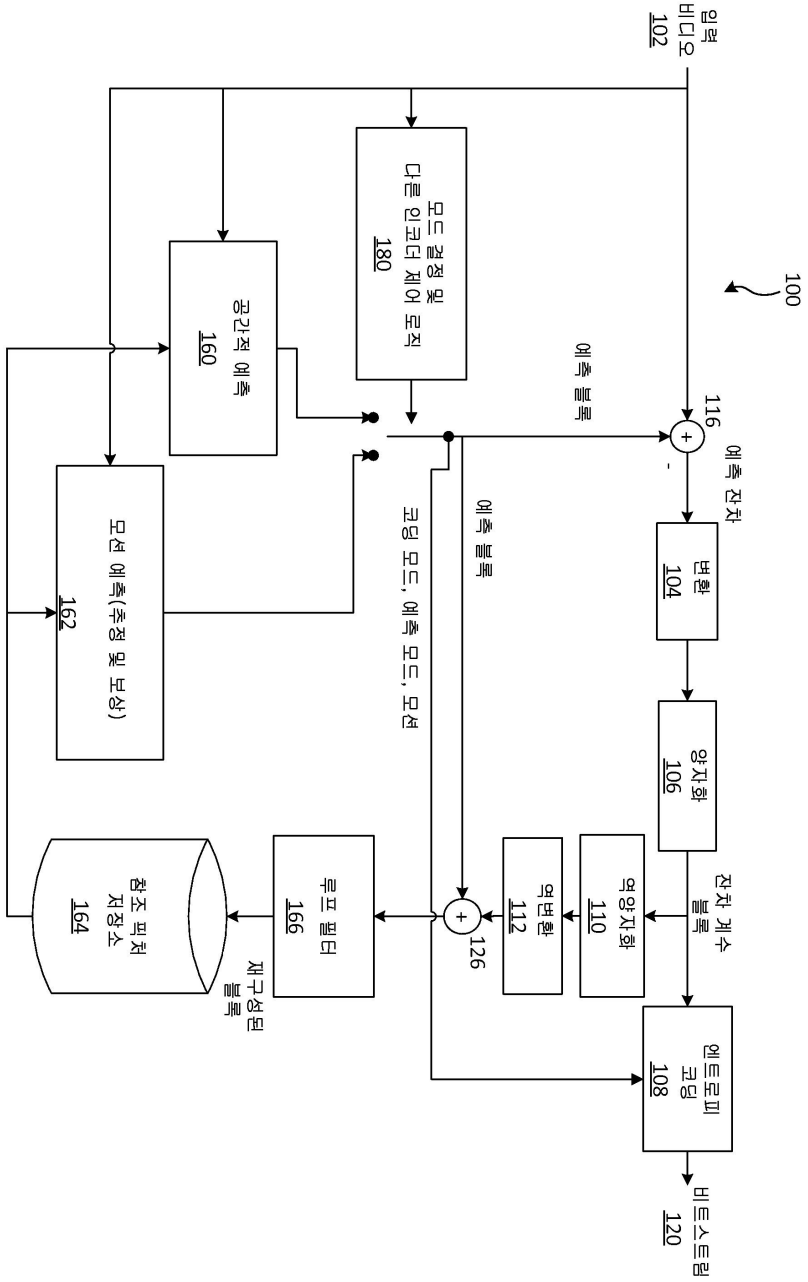 100
입력
비디오
102
116
+
-
예측 잔차
변환
104
양자화
106
잔차 계수
블록
엔트로피
코딩
108
비트스트림
120
예측 블록
모드 결정 및
다른 인코더 제어 로직
180
예측 블록
코딩 모드, 예측 모드, 모션
역양자화
110
역변환
112
+
126
공간적 예측
160
모션 예측(추정 및 보상)
162
루프 필터
166
재구성된
블록
참조 픽처
저장소
164